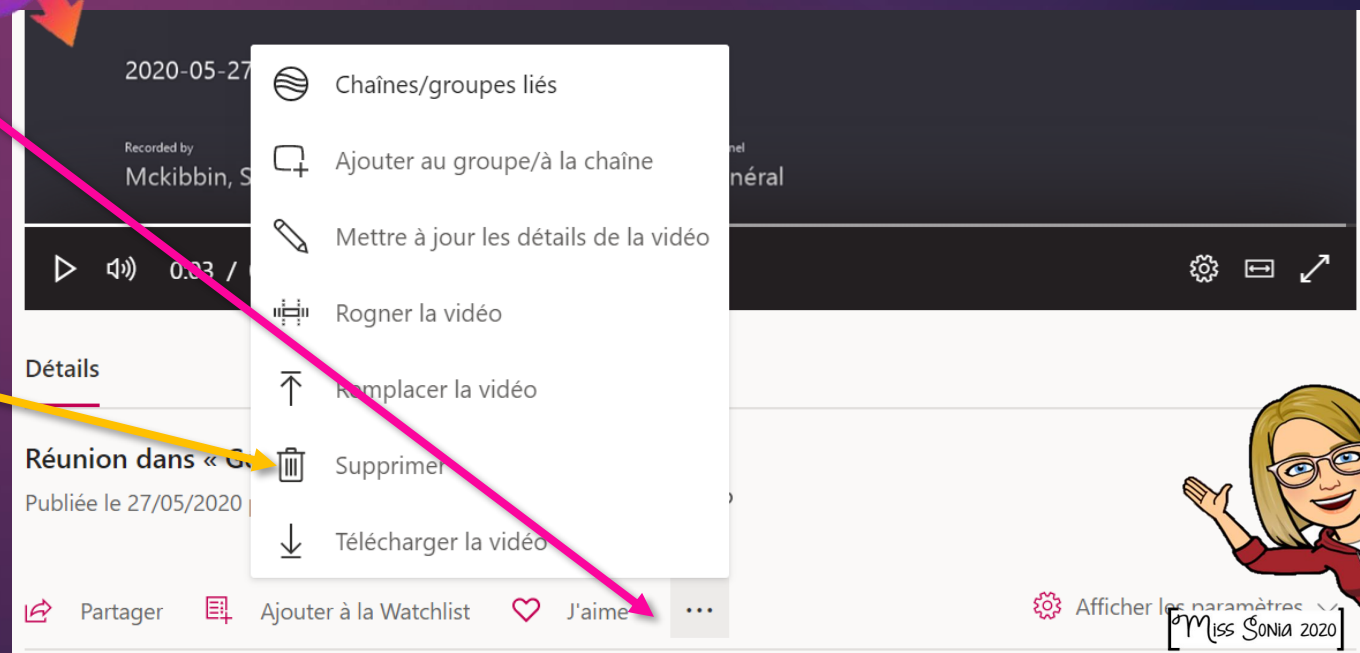 2020-05-27
Recorded by
Mckibbin, S
nel
néral
Chaînes/groupes liés
Ajouter au groupe/à la chaîne
Mettre à jour les détails de la vidéo
Rogner la vidéo
Remplacer la vidéo
Supprimer
Télécharger la vidéo
0:03 /
Détails
Réunion dans «
Publiée le 27/05/2020
Partager
Ajouter à la Watchlist
J'aime
...
Afficher les paramètres
Miss Sonia 2020